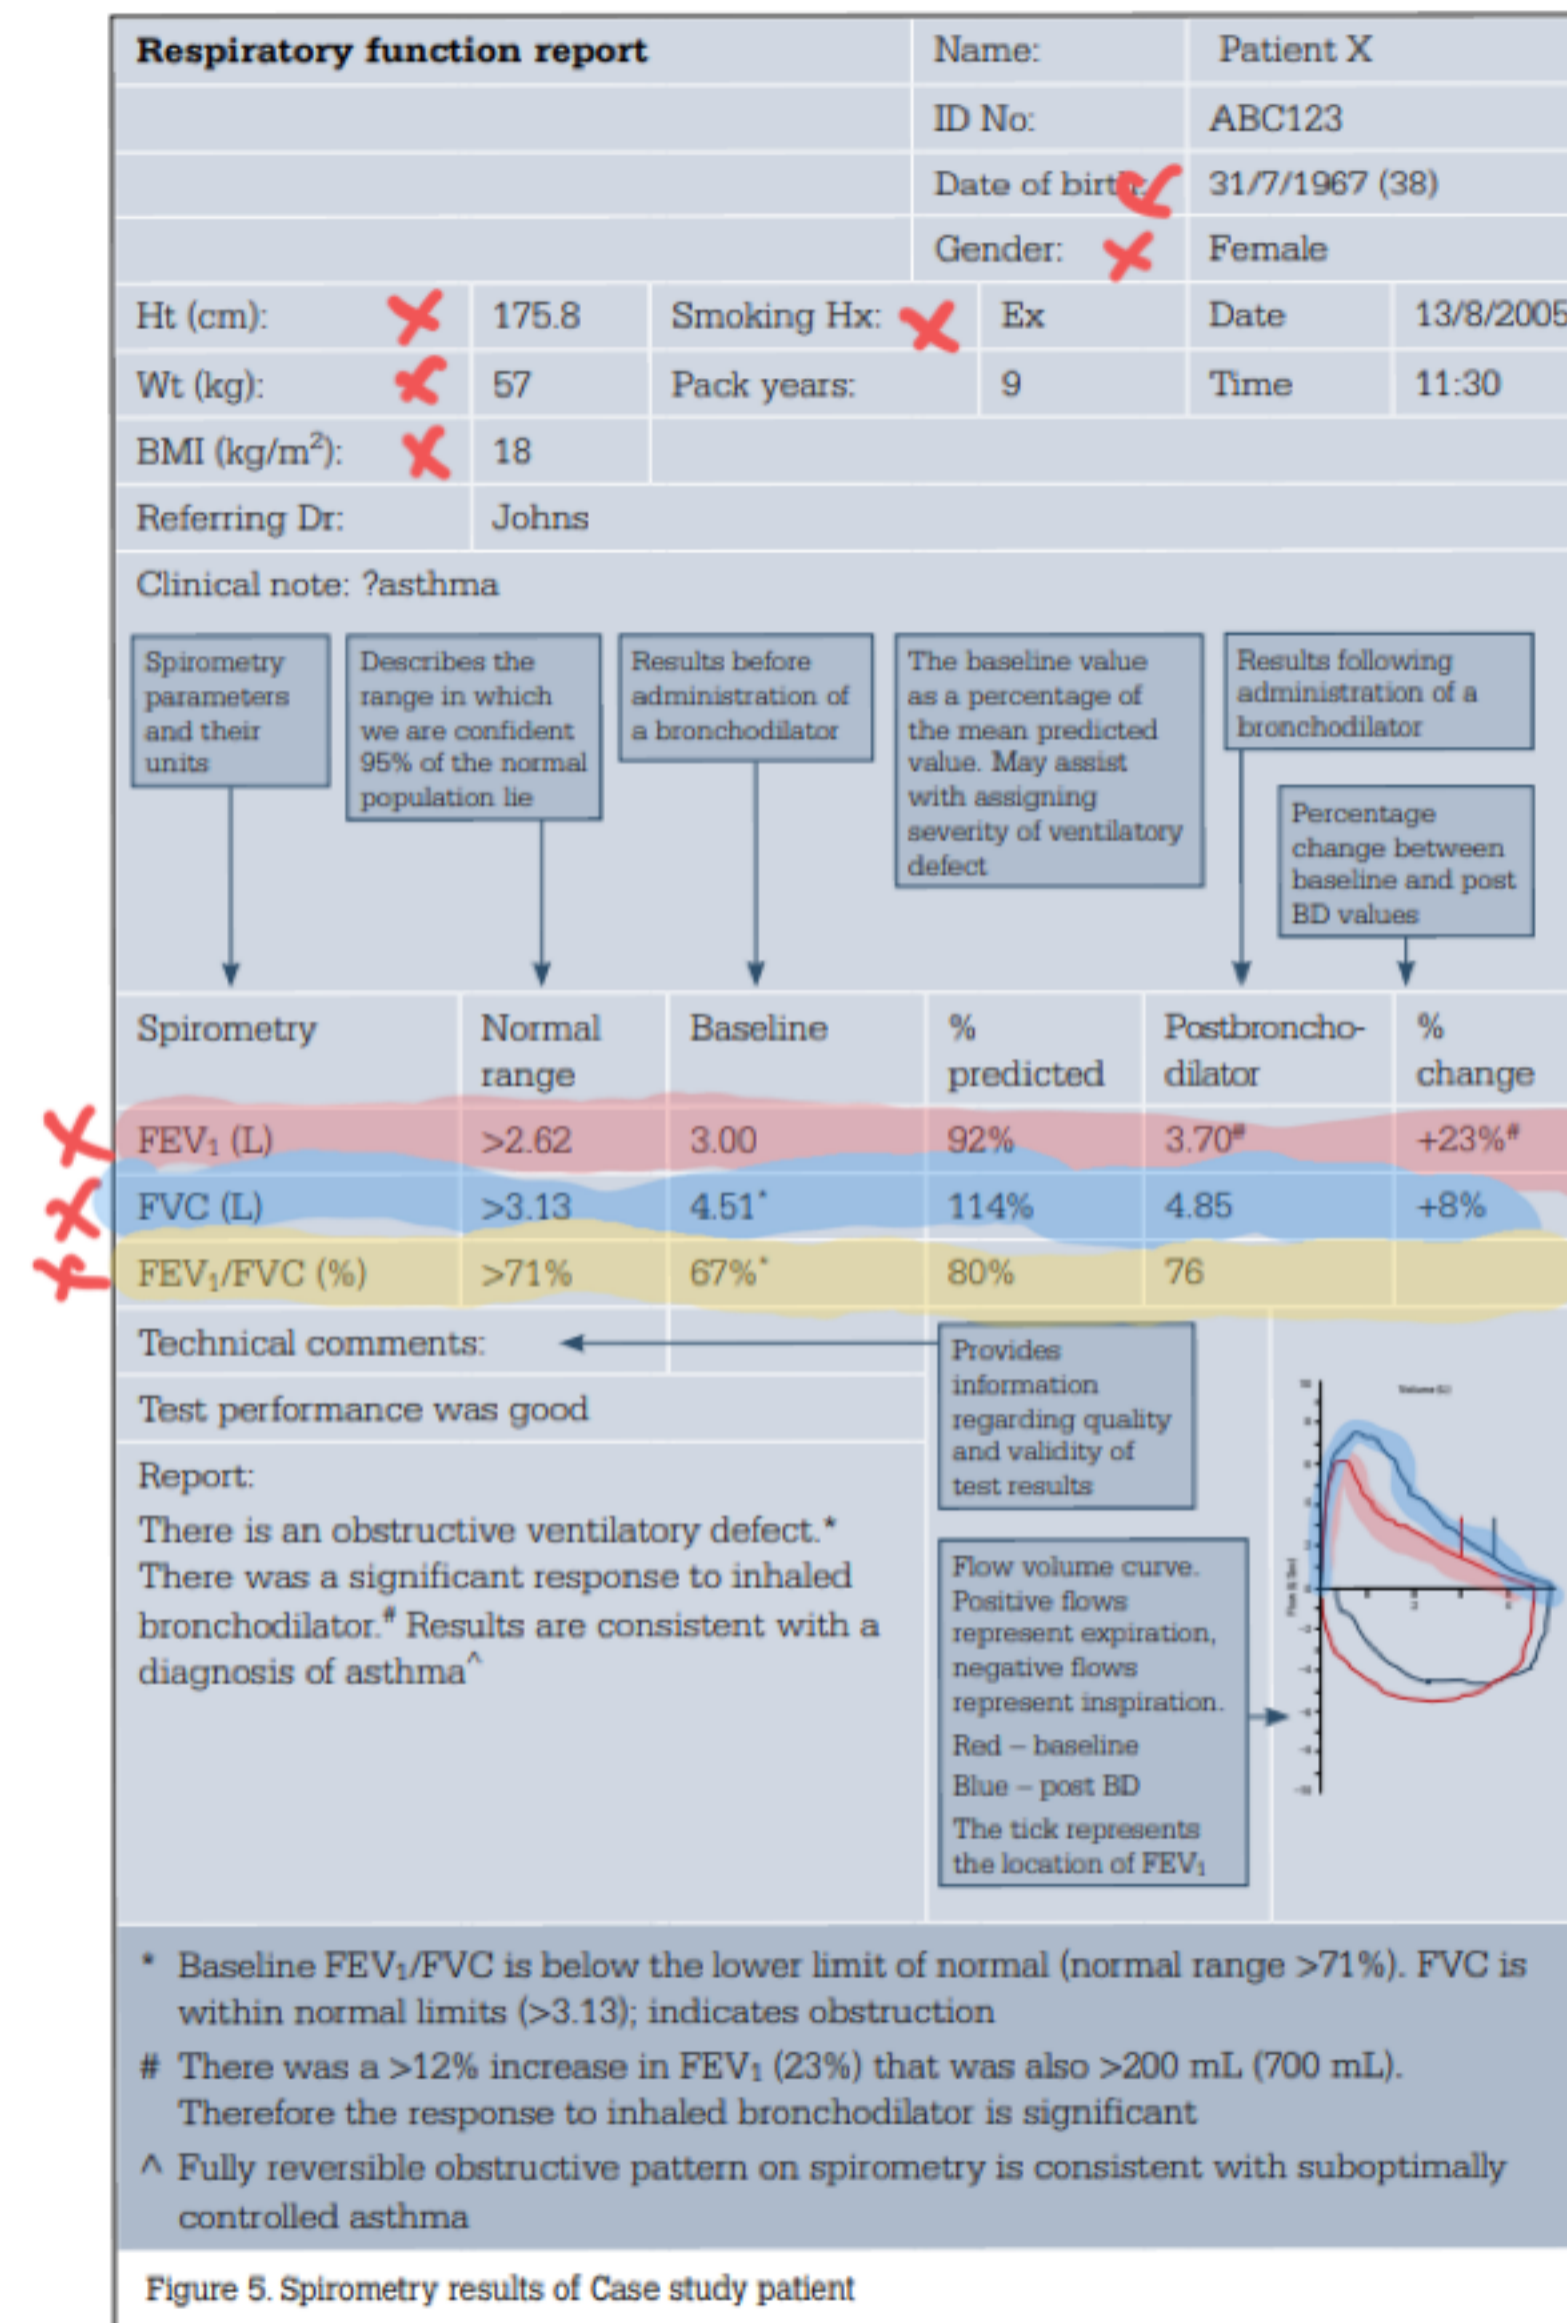 Respiratory function report Name: Patient X
ID No: ABC123
Date of birth: 31/7/1967 (38)
Gender: Female
Ht (cm): 175.8 Smoking Hx: Ex Date 13/8/2005
Wt (kg): 57 Pack years: 9 Time 11:30
BMI (kg/m²): 18
Referring Dr: Johns
Clinical note: ?asthma
Spirometry
parameters
and their
units
Describes the
range in which
we are confident
95% of the normal
population lie
Results before
administration of
a bronchodilator
The baseline value
as a percentage of
the mean predicted
value. May assist
with assigning
severity of ventilatory
defect
Results following
administration of a
bronchodilator
Percentage
change between
baseline and post
BD values
Spirometry Normal Baseline % Postbroncho- %
range predicted dilator change
FEV₁ (L) >2.62 3.00 92% 3.70# +23%#
FVC (L) >3.13 4.51* 114% 4.85 +8%
FEV₁/FVC (%) >71% 67%* 80% 76
Technical comments:
Test performance was good
Provides
information
regarding quality
and validity of
test results
Report:
There is an obstructive ventilatory defect.*
There was a significant response to inhaled
bronchodilator.# Results are consistent with a
diagnosis of asthma^
Flow volume curve.
Positive flows
represent expiration,
negative flows
represent inspiration.
Red – baseline
Blue – post BD
The tick represents
the location of FEV₁
Volume (L)
* Baseline FEV₁/FVC is below the lower limit of normal (normal range >71%). FVC is
within normal limits (>3.13); indicates obstruction
# There was a >12% increase in FEV₁ (23%) that was also >200 mL (700 mL).
Therefore the response to inhaled bronchodilator is significant
^ Fully reversible obstructive pattern on spirometry is consistent with suboptimally
controlled asthma
Figure 5. Spirometry results of Case study patient